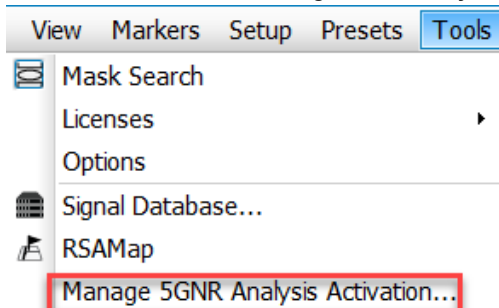 View Markers Setup Presets Tools
Mask Search
Licenses
Options
Signal Database...
RSAMap
Manage 5GNR Analysis Activation...